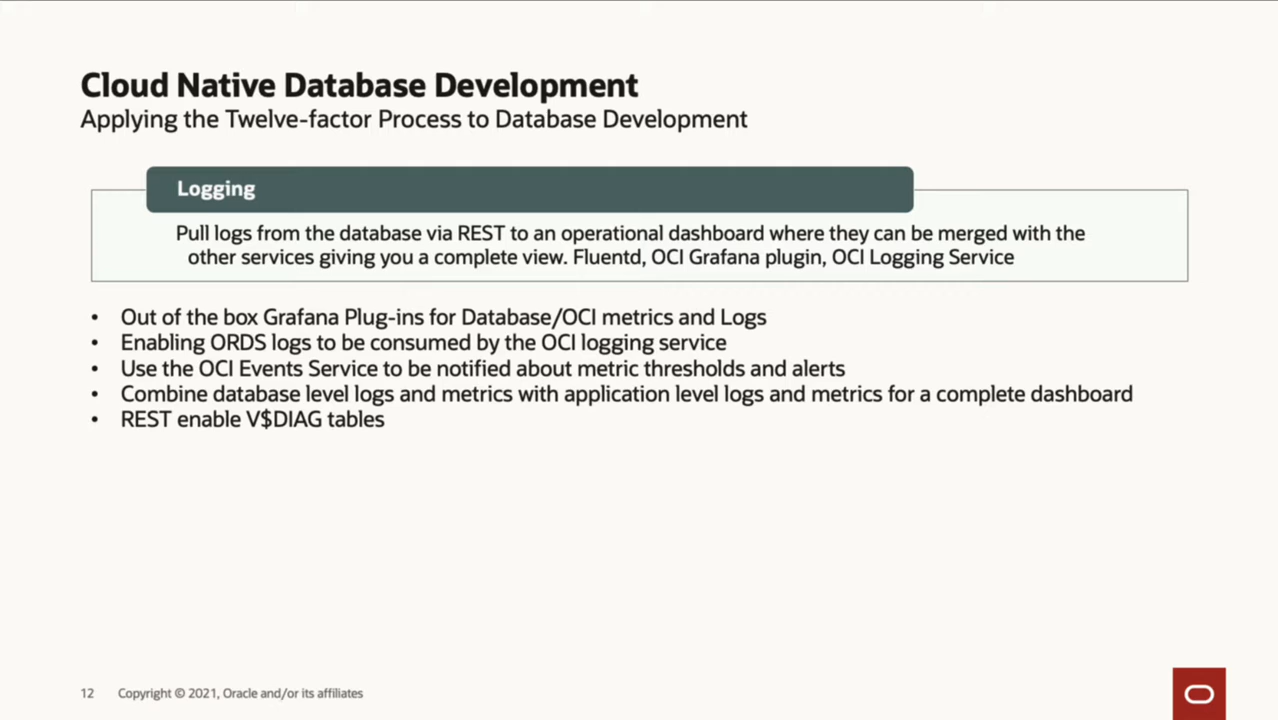 Cloud Native Database Development
Applying the Twelve-factor Process to Database Development
Logging
Pull logs from the database via REST to an operational dashboard where they can be merged with the
other services giving you a complete view. Fluentd, OCI Grafana plugin, OCI Logging Service
• Out of the box Grafana Plug-ins for Database/OCI metrics and Logs
• Enabling ORDS logs to be consumed by the OCI logging service
• Use the OCI Events Service to be notified about metric thresholds and alerts
• Combine database level logs and metrics with application level logs and metrics for a complete dashboard
• REST enable V$DIAG tables
12 Copyright © 2021, Oracle and/or its affiliates